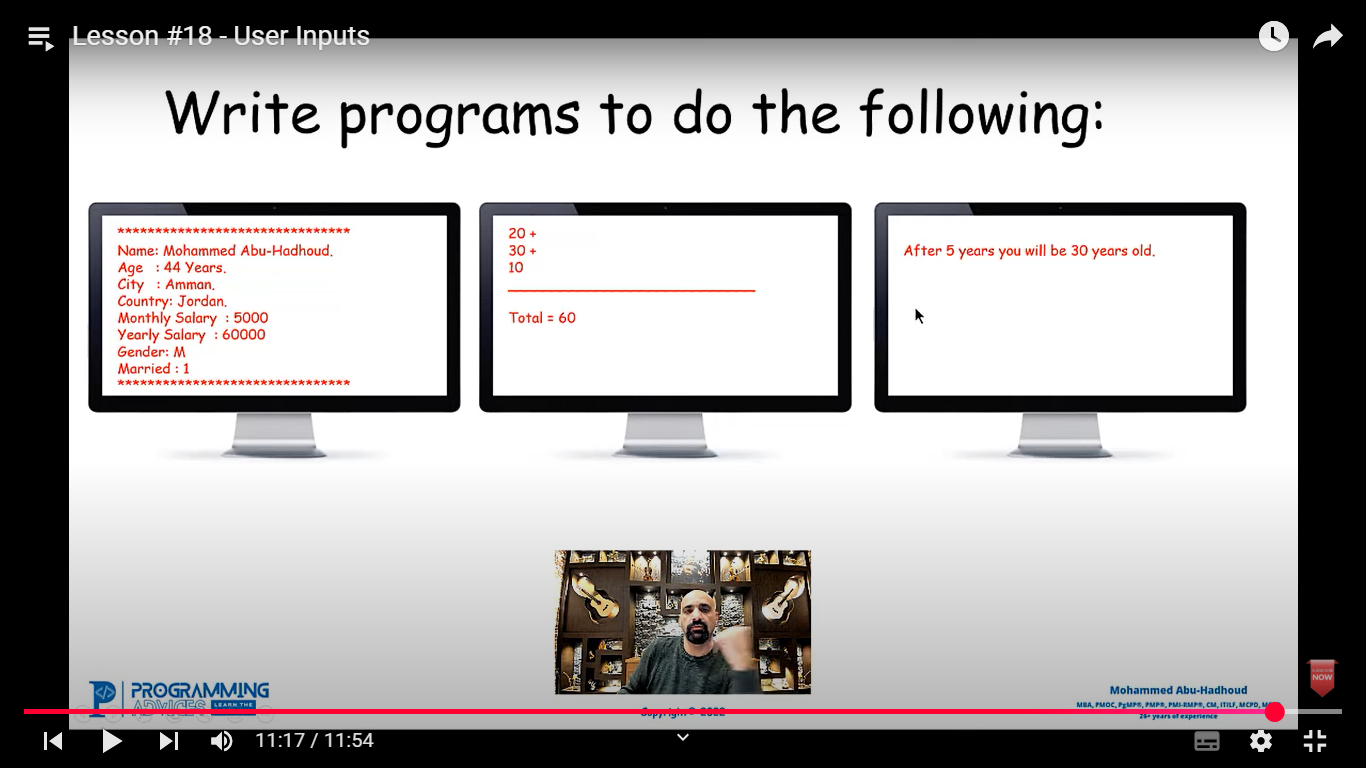 Lesson #18 - User Inputs
Write programs to do the following:
*******************************
Name: Mohammed Abu-Hadhoud.
Age : 44 Years.
City : Amman.
Country: Jordan.
Monthly Salary : 5000
Yearly Salary : 60000
Gender: M
Married : 1
*******************************
20 +
30 +
10
_______________________________
Total = 60
After 5 years you will be 30 years old.
PROGRAMMING
ADVICES LEARN THE
NOW
Mohammed Abu-Hadhoud
MBA, PMOC, PgMP®, PMP®, PMI-RMP®, CM, ITILF, MCPD,
26+ years of experience
Copyright© 2022
11:17 / 11:54